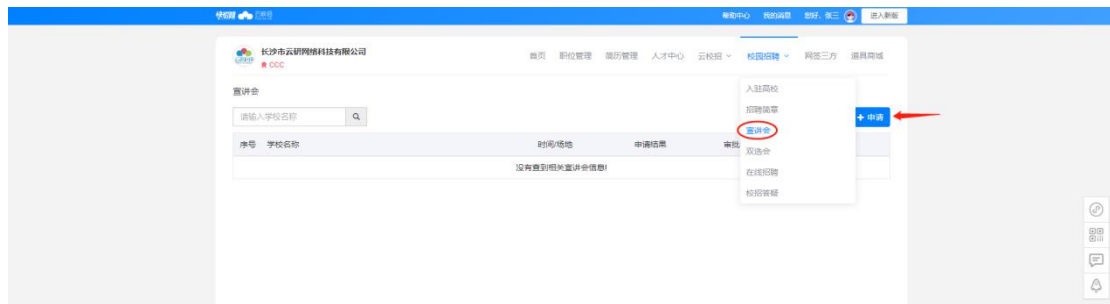 帮助中心 我的消息 您好, 张三 进入新版
长沙市云研网络科技有限公司
CCC
首页 职位管理 简历管理 人才中心 云校招 校园招聘 网签三方 道具商城
宣讲会
入驻高校
招聘简章
宣讲会
双选会
在线招聘
校招答疑
请输入学校名称
+ 申请
序号 学校名称 时间/场地 申请结果 审批
没有查到相关宣讲会信息!